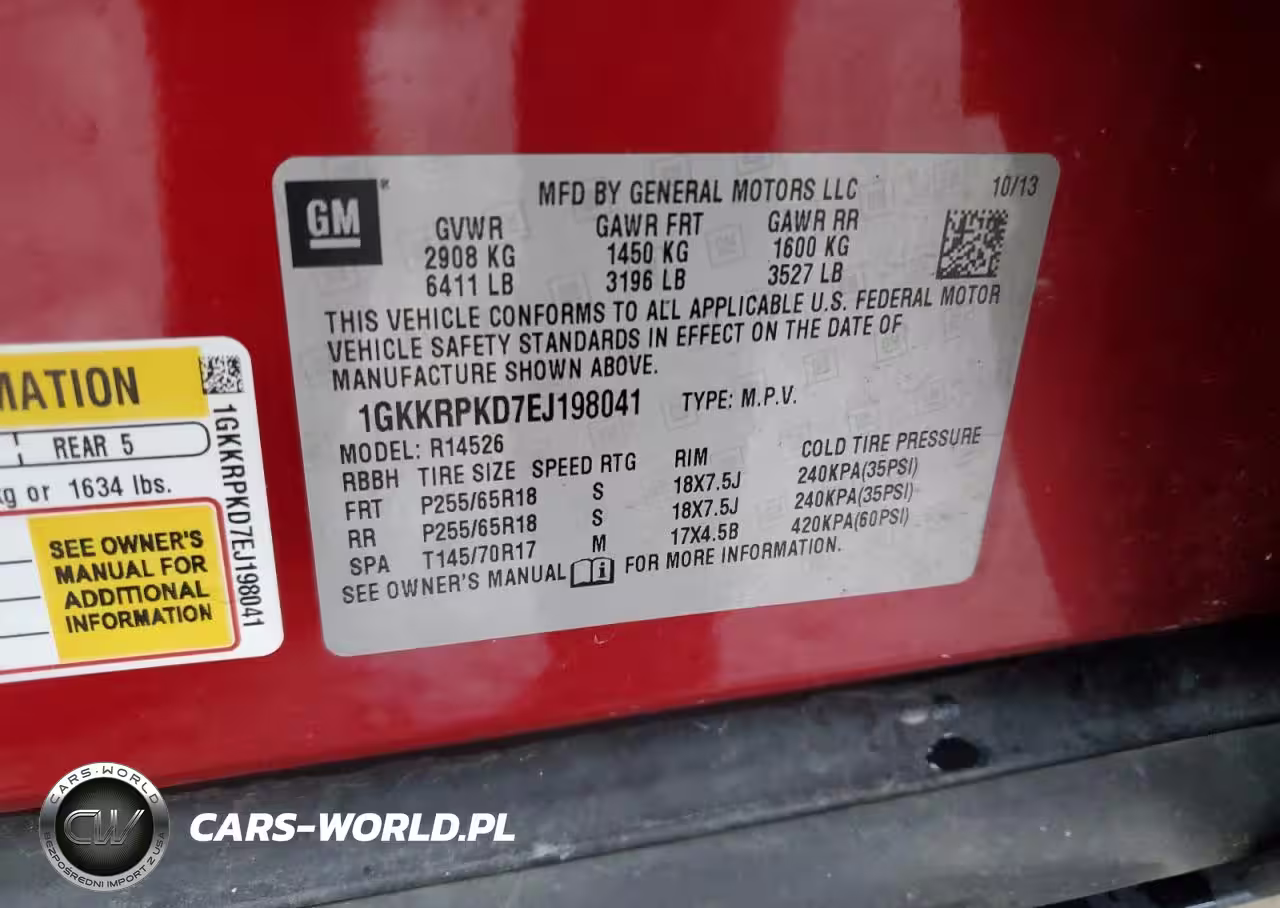 GM
MFD BY GENERAL MOTORS LLC
10/13
GVWR GAWR FRT GAWR RR
2908 KG 1450 KG 1600 KG
6411 LB 3196 LB 3527 LB
THIS VEHICLE CONFORMS TO ALL APPLICABLE U.S. FEDERAL MOTOR
VEHICLE SAFETY STANDARDS IN EFFECT ON THE DATE OF
MANUFACTURE SHOWN ABOVE.
1GKKRPKD7EJ198041 TYPE: M.P.V.
MODEL: R14526
RBBH TIRE SIZE SPEED RTG RIM COLD TIRE PRESSURE
FRT P255/65R18 S 18X7.5J 240KPA(35PSI)
RR P255/65R18 S 18X7.5J 240KPA(35PSI)
SPA T145/70R17 M 17X4.5B 420KPA(60PSI)
SEE OWNER'S MANUAL FOR MORE INFORMATION.
MATION
REAR 5
kg or 1634 lbs.
SEE OWNER'S
MANUAL FOR
ADDITIONAL
INFORMATION
1GKKRPKD7EJ198041
CARS-WORLD
CW
BEZPOŚREDNI IMPORT Z USA
CARS-WORLD.PL